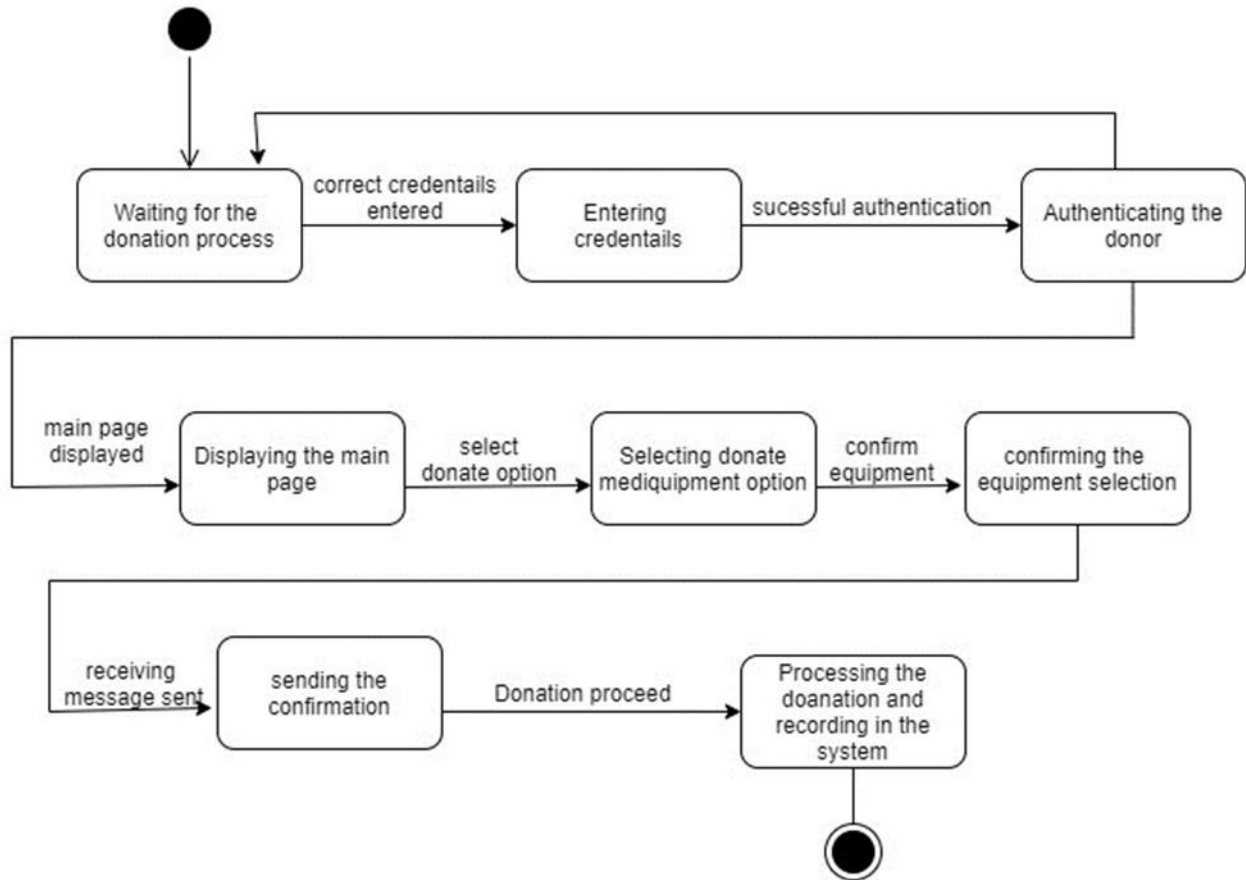 Waiting for the
donation process
correct credentails
entered
Entering
credentails
sucessful authentication
Authenticating the
donor
main page
displayed
Displaying the main
page
select
donate option
Selecting donate
mediquipment option
confirm
equipment
confirming the
equipment selection
receiving
message sent
sending the
confirmation
Donation proceed
Processing the
doanation and
recording in the
system